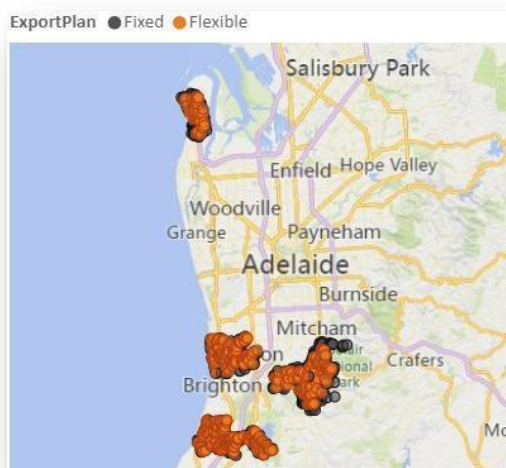 ExportPlan Fixed Flexible
Salisbury Park
Enfield Hope Valley
Woodville
Grange Payneham
Adelaide
Burnside
Mitcham
Crafers
Brighton